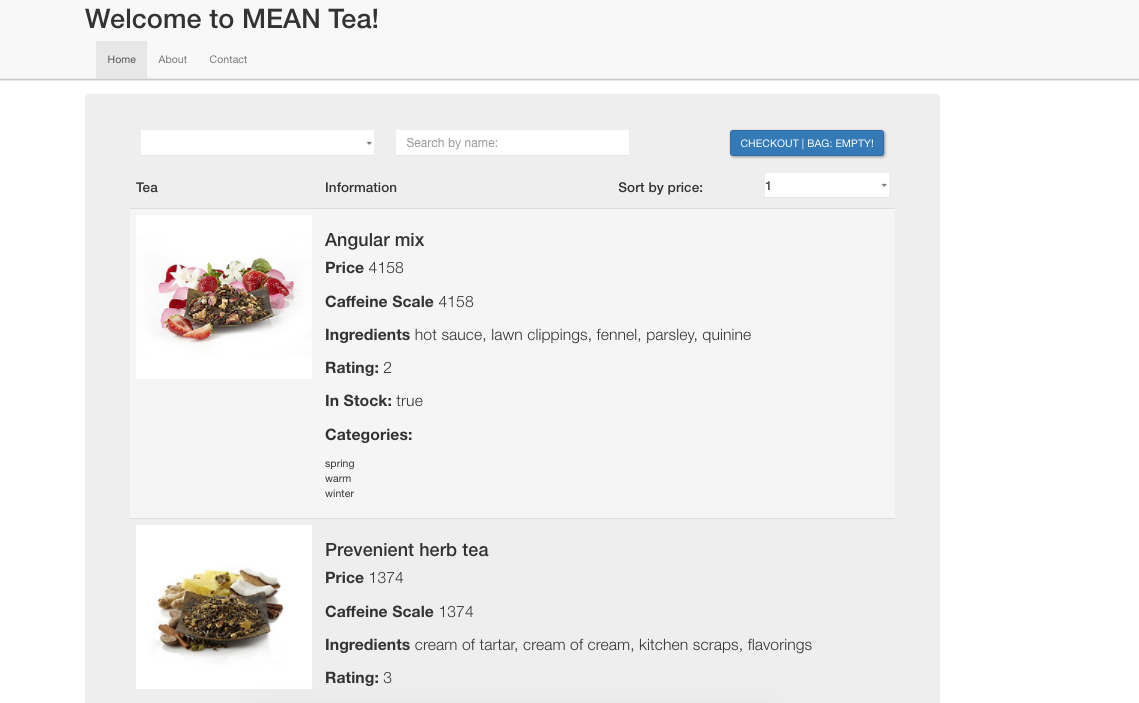 Welcome to MEAN Tea!
Home About Contact
Search by name: CHECKOUT | BAG: EMPTY!
Tea Information Sort by price: 1
Angular mix
Price 4158
Caffeine Scale 4158
Ingredients hot sauce, lawn clippings, fennel, parsley, quinine
Rating: 2
In Stock: true
Categories:
spring
warm
winter
Prevenient herb tea
Price 1374
Caffeine Scale 1374
Ingredients cream of tartar, cream of cream, kitchen scraps, flavorings
Rating: 3